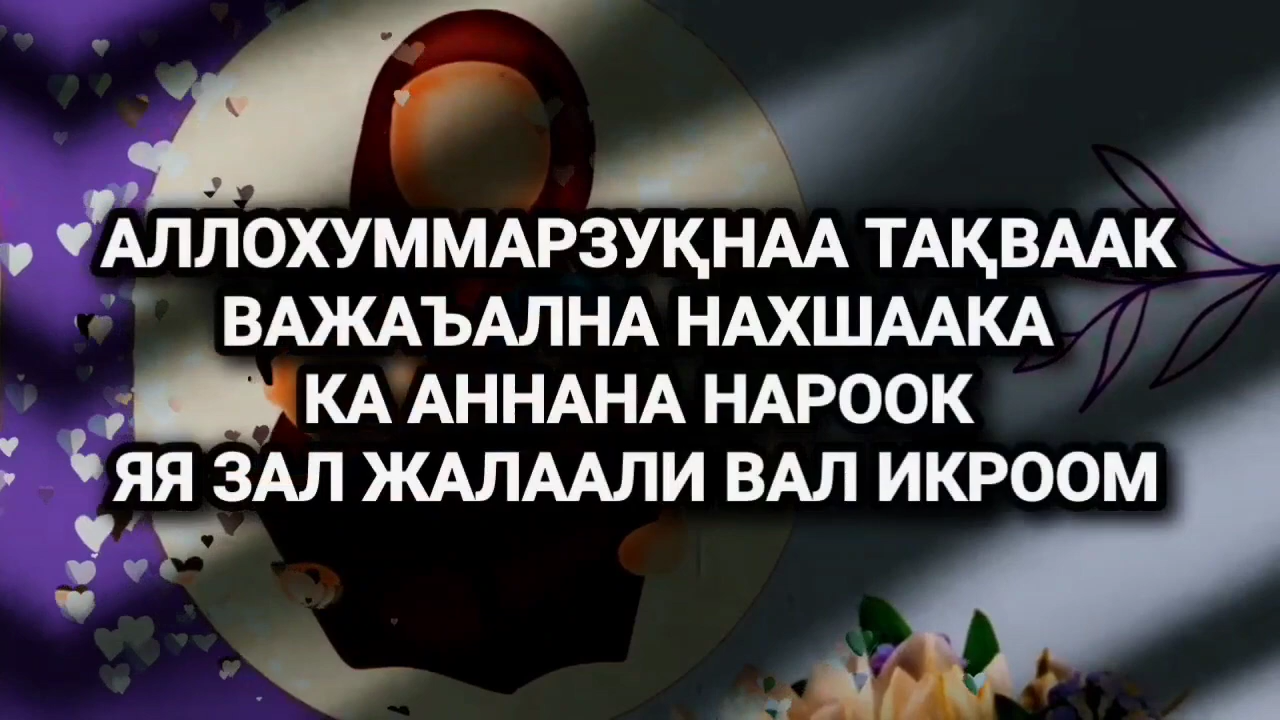 АЛЛОХУММАРЗУҚНАА ТАҚВААК
ВАЖАЪАЛНА НАХШААКА
КА АННАНА НАРООК
ЯЯ ЗАЛ ЖАЛААЛИ ВАЛ ИКРООМ